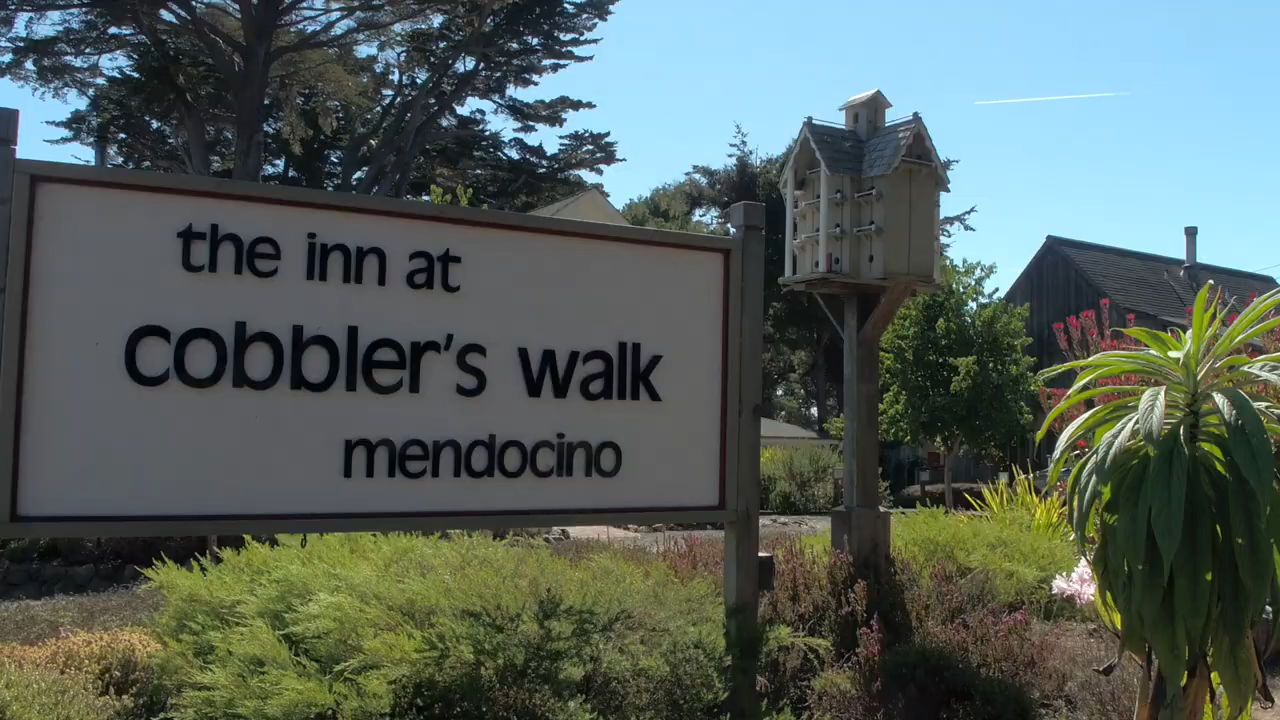 the inn at
cobbler's walk
mendocino